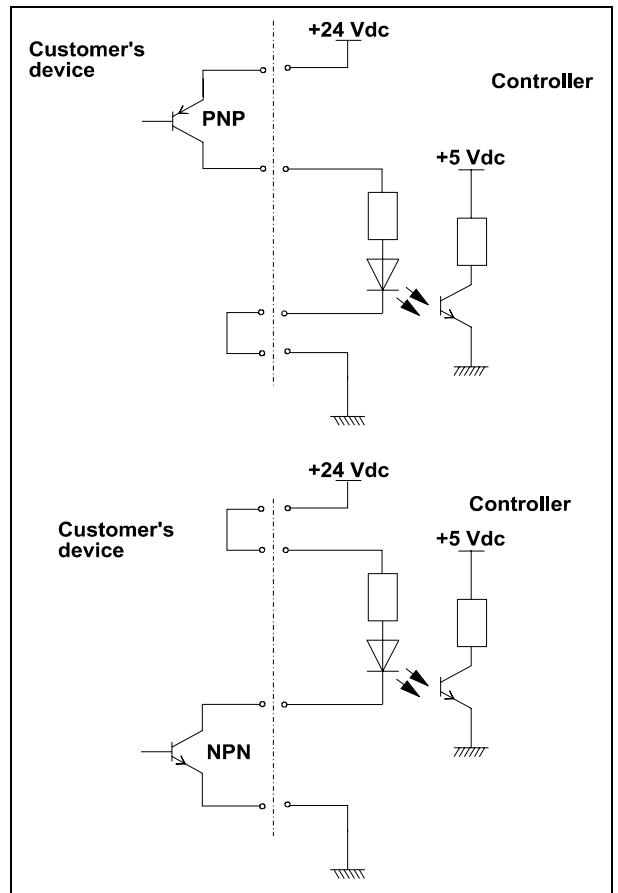 +24 Vdc
Customer's
device
Controller
PNP
+5 Vdc
+24 Vdc
Controller
Customer's
device
+5 Vdc
NPN